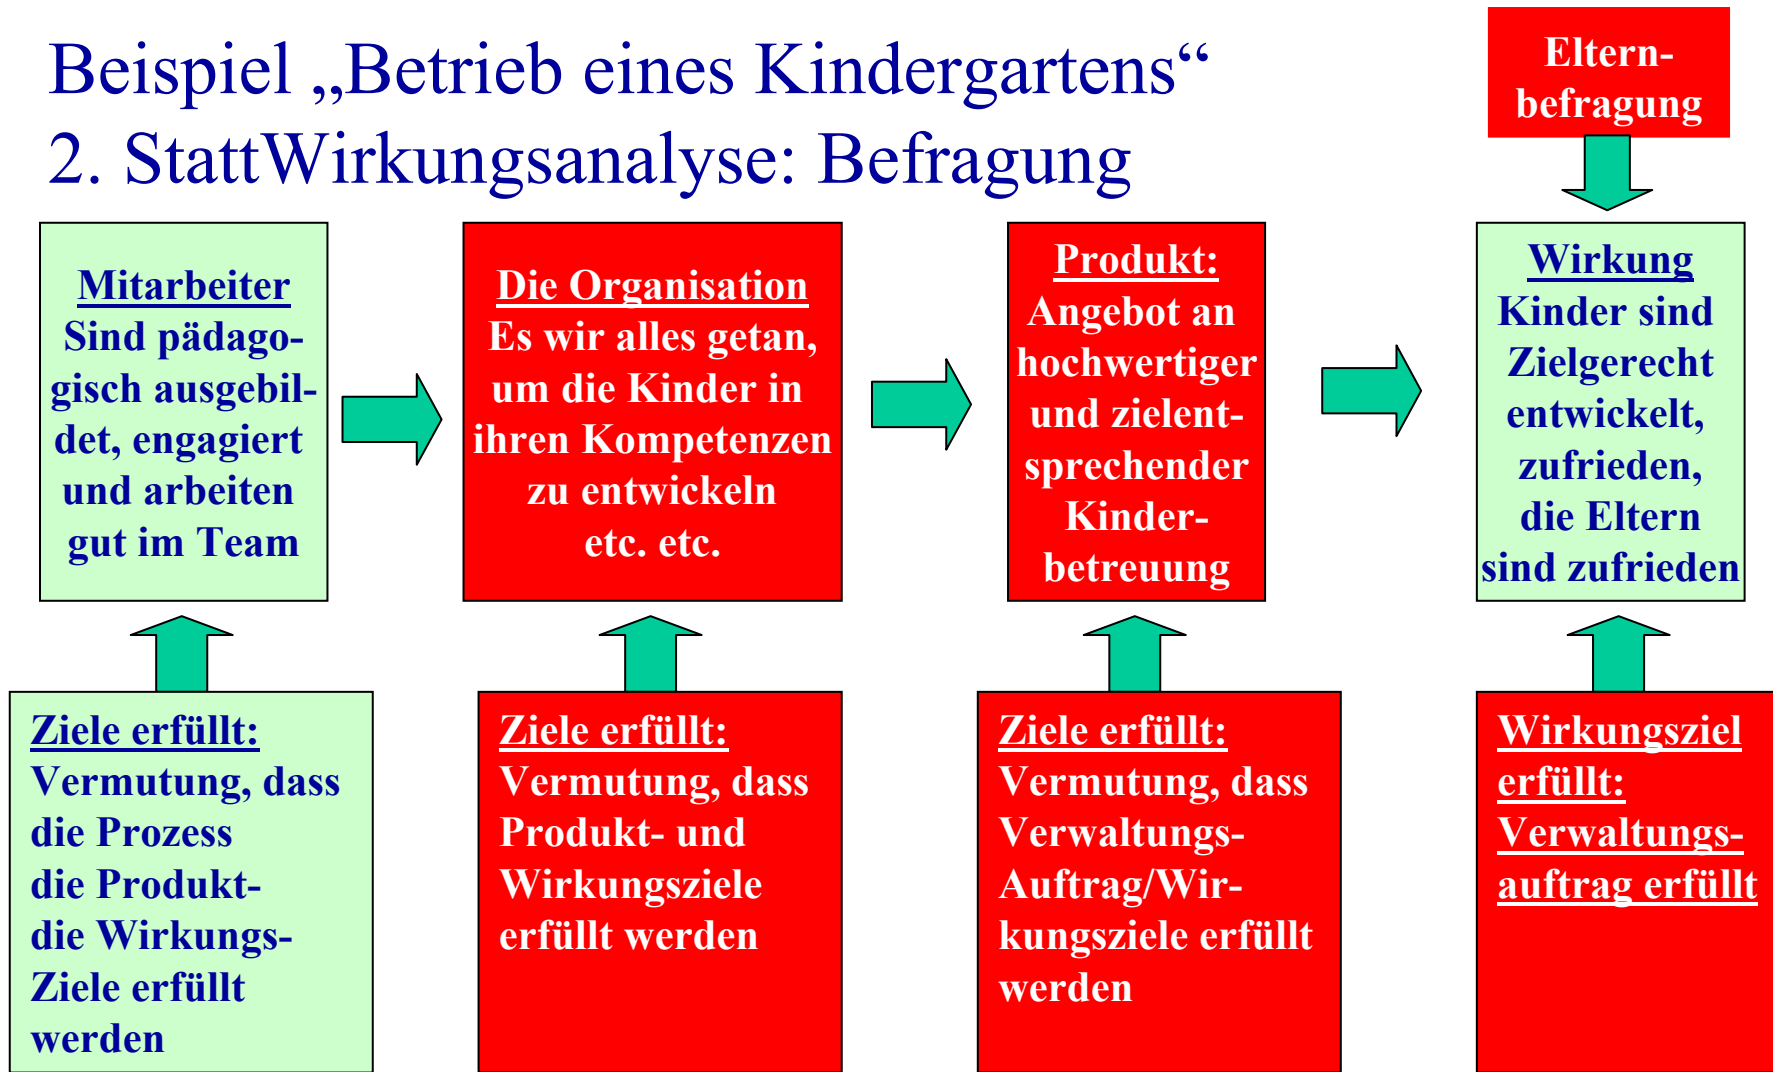 Beispiel „Betrieb eines Kindergartens“
2. StattWirkungsanalyse: Befragung
Eltern-
befragung
Mitarbeiter
Sind pädago-
gisch ausgebil-
det, engagiert
und arbeiten
gut im Team
Die Organisation
Es wir alles getan,
um die Kinder in
ihren Kompetenzen
zu entwickeln
etc. etc.
Produkt:
Angebot an
hochwertiger
und zielent-
sprechender
Kinder-
betreuung
Wirkung
Kinder sind
Zielgerecht
entwickelt,
zufrieden,
die Eltern
sind zufrieden
Ziele erfüllt:
Vermutung, dass
die Prozess
die Produkt-
die Wirkungs-
Ziele erfüllt
werden
Ziele erfüllt:
Vermutung, dass
Produkt- und
Wirkungsziele
erfüllt werden
Ziele erfüllt:
Vermutung, dass
Verwaltungs-
Auftrag/Wir-
kungsziele erfüllt
werden
Wirkungsziel
erfüllt:
Verwaltungs-
auftrag erfüllt